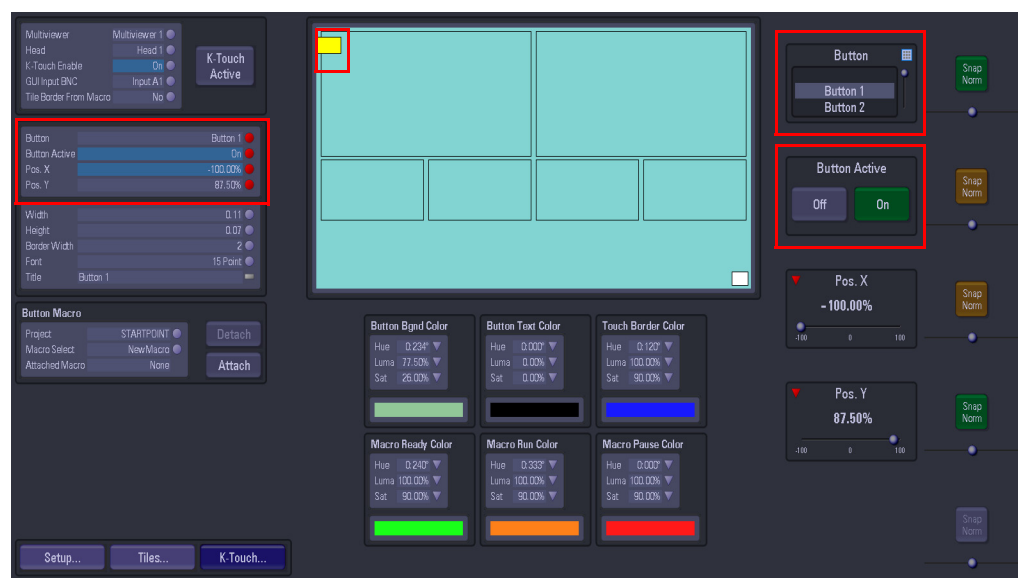 Multiviewer Multiviewer 1
Head Head 1
K-Touch Enable On
GUI Input BNC Input A1
Tile Border From Macro No
K-Touch Active
Button Button 1
Button Active On
Pos. X -100.00%
Pos. Y 87.50%
Width 0.11
Height 0.07
Border Width 2
Font 15 Point
Title Button 1
Button Macro
Project STARTPOINT
Macro Select NewMacro
Attached Macro None
Detach
Attach
Button Bgnd Color
Hue 0:234°
Luma 77.50%
Sat 26.00%
Button Text Color
Hue 0:000°
Luma 0.00%
Sat 0.00%
Touch Border Color
Hue 0:120°
Luma 100.00%
Sat 90.00%
Macro Ready Color
Hue 0:240°
Luma 100.00%
Sat 90.00%
Macro Run Color
Hue 0:333°
Luma 100.00%
Sat 90.00%
Macro Pause Color
Hue 0:000°
Luma 100.00%
Sat 90.00%
Button
Button 1
Button 2
Button Active
Off On
Pos. X
-100.00%
-100 0 100
Pos. Y
87.50%
-100 0 100
Snap Norm
Snap Norm
Snap Norm
Snap Norm
Snap Norm
Setup... Tiles... K-Touch...